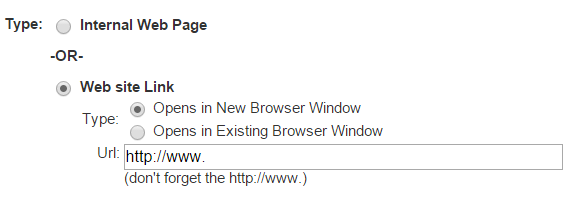 Type: Internal Web Page
-OR-
Web site Link
Type: Opens in New Browser Window
Opens in Existing Browser Window
Url: http://www.
(don't forget the http://www.)